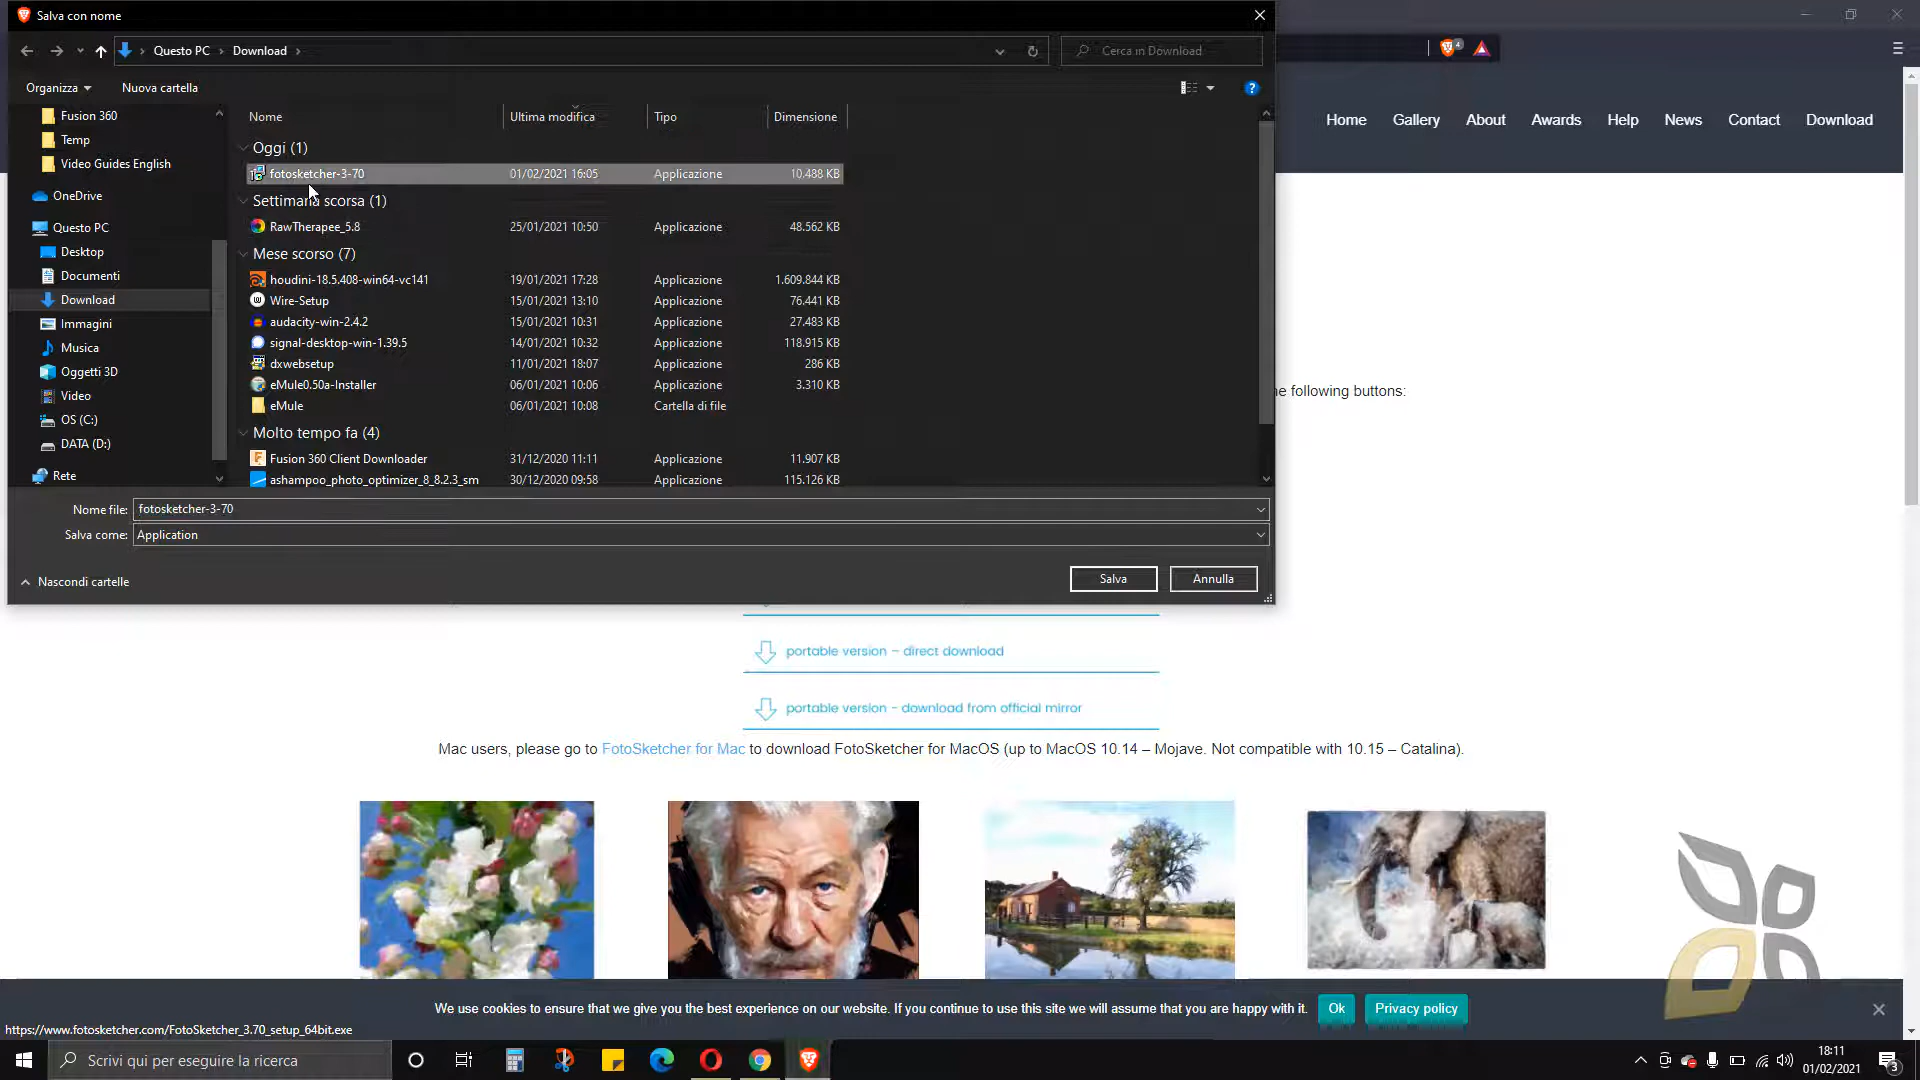 Salva con nome
Questo PC
Download
Cerca in Download
Organizza
Nuova cartella
Fusion 360
Temp
Video Guides English
OneDrive
Questo PC
Desktop
Documenti
Download
Immagini
Musica
Oggetti 3D
Video
OS (C:)
DATA (D:)
Rete
Nome Ultima modifica Tipo Dimensione
Oggi (1)
fotosketcher-3-70 01/02/2021 16:05 Applicazione 10.488 KB
Settimana scorsa (1)
RawTherapee_5.8 25/01/2021 10:50 Applicazione 48.562 KB
Mese scorso (7)
houdini-18.5.408-win64-vc141 19/01/2021 17:28 Applicazione 1.609.844 KB
Wire-Setup 15/01/2021 13:10 Applicazione 76.441 KB
audacity-win-2.4.2 15/01/2021 10:31 Applicazione 27.483 KB
signal-desktop-win-1.39.5 14/01/2021 10:32 Applicazione 118.915 KB
dxwebsetup 11/01/2021 18:07 Applicazione 286 KB
eMule0.50a-Installer 06/01/2021 10:06 Applicazione 3.310 KB
eMule 06/01/2021 10:08 Cartella di file
Molto tempo fa (4)
Fusion 360 Client Downloader 31/12/2020 11:11 Applicazione 11.907 KB
ashampoo_photo_optimizer_8_8.2.3_sm 30/12/2020 09:58 Applicazione 115.126 KB
Nome file: fotosketcher-3-70
Salva come: Application
Nascondi cartelle
Salva
Annulla
4
Home Gallery About Awards Help News Contact Download
he following buttons:
portable version – direct download
portable version - download from official mirror
Mac users, please go to FotoSketcher for Mac to download FotoSketcher for MacOS (up to MacOS 10.14 – Mojave. Not compatible with 10.15 – Catalina).
We use cookies to ensure that we give you the best experience on our website. If you continue to use this site we will assume that you are happy with it.
Ok
Privacy policy
https://www.fotosketcher.com/FotoSketcher_3.70_setup_64bit.exe
Scrivi qui per eseguire la ricerca
18:11
01/02/2021
3